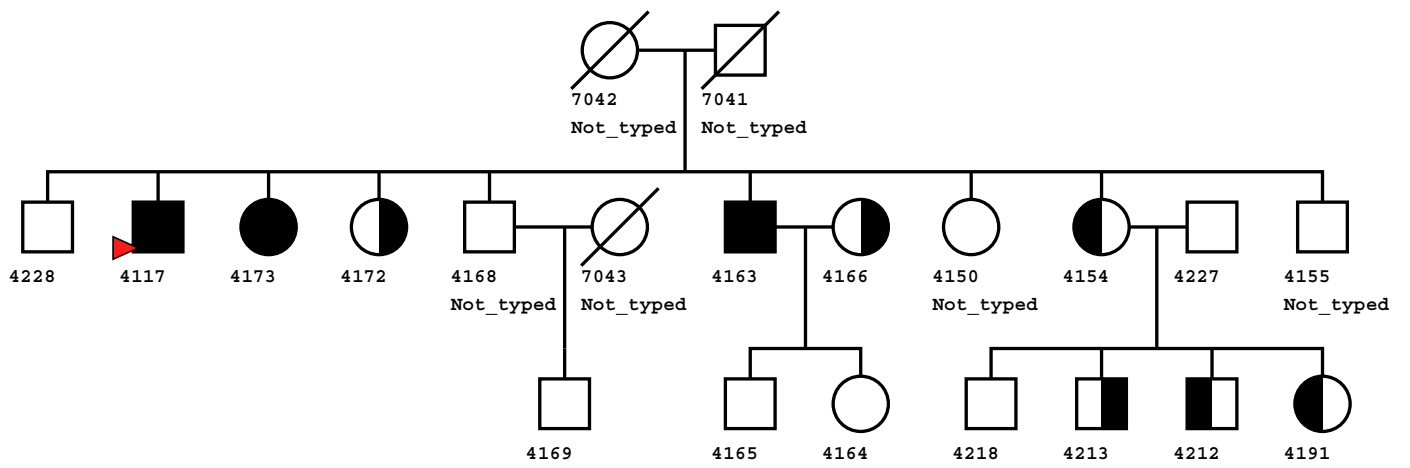 7042 7041
Not_typed Not_typed
4228 4117 4173 4172 4168 7043 4163 4166 4150 4154 4227 4155
Not_typed Not_typed Not_typed Not_typed
4169 4165 4164 4218 4213 4212 4191